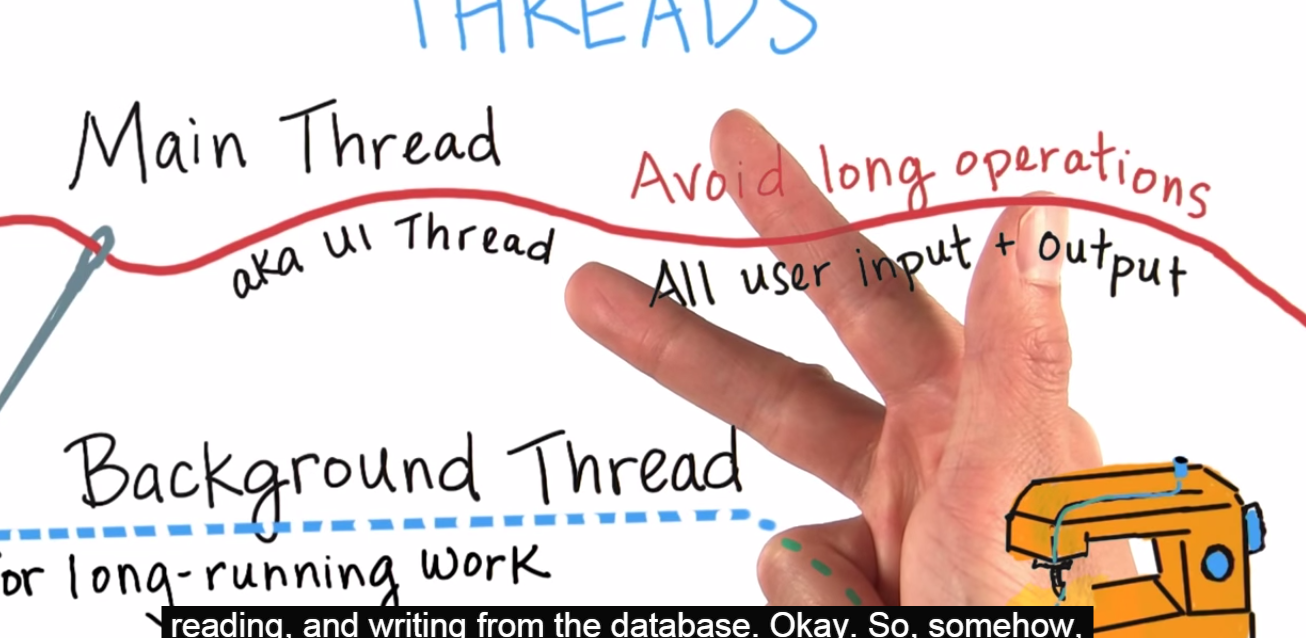 THREADS
Main Thread
Avoid long operations
aka UI Thread
All user input + output
Background Thread
or long-running work
reading, and writing from the database. Okay. So, somehow,